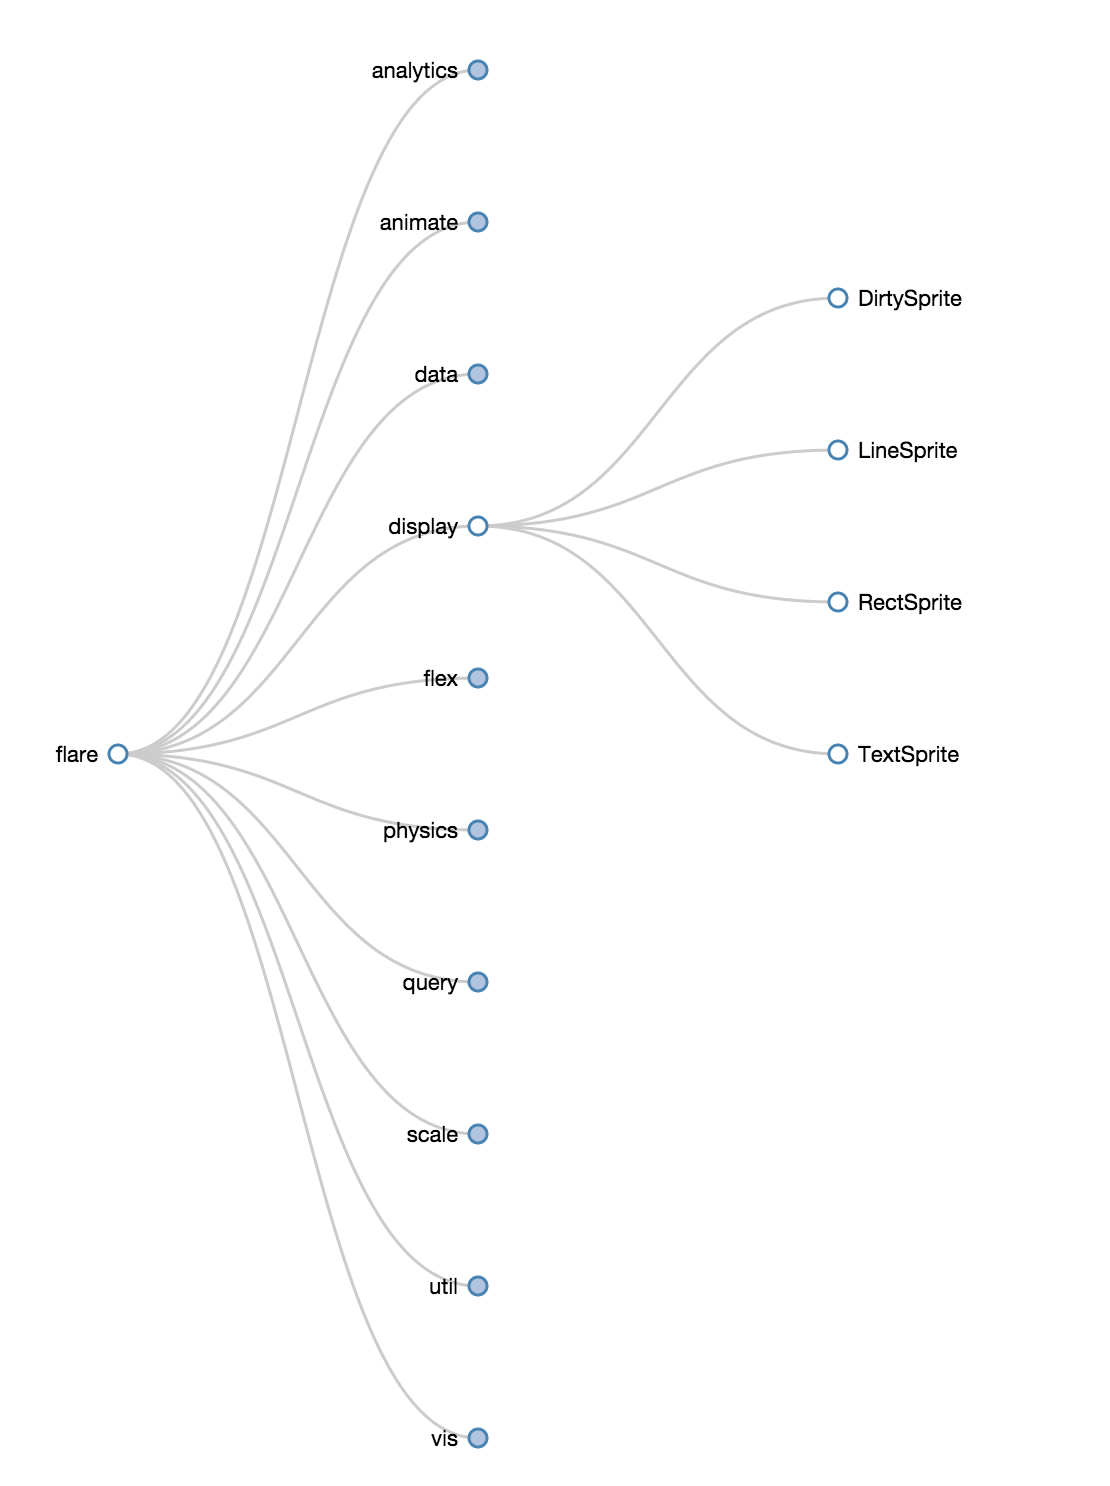 analytics
animate
DirtySprite
data
LineSprite
display
RectSprite
flex
flare
TextSprite
physics
query
scale
util
vis